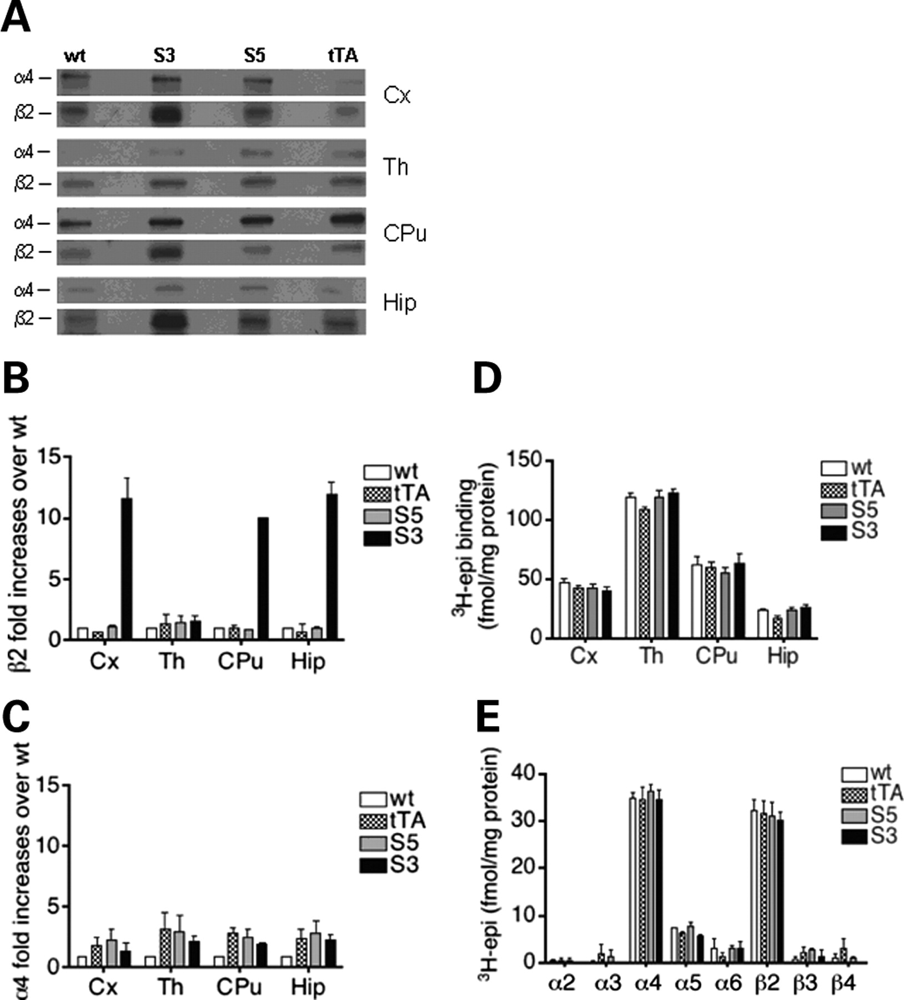 A
wt S3 S5 tTA
α4
Cx
β2
α4
Th
β2
α4
CPu
β2
α4
Hip
β2
B
β2 fold increases over wt
15
10
5
0
Cx Th CPu Hip
wt
tTA
S5
S3
D
³H-epi binding
(fmol/mg protein)
150
100
50
0
Cx Th CPu Hip
wt
tTA
S5
S3
C
α4 fold increases over wt
15
10
5
0
Cx Th CPu Hip
wt
tTA
S5
S3
E
³H-epi (fmol/mg protein)
40
30
20
10
0
α2 α3 α4 α5 α6 β2 β3 β4
wt
tTA
S5
S3